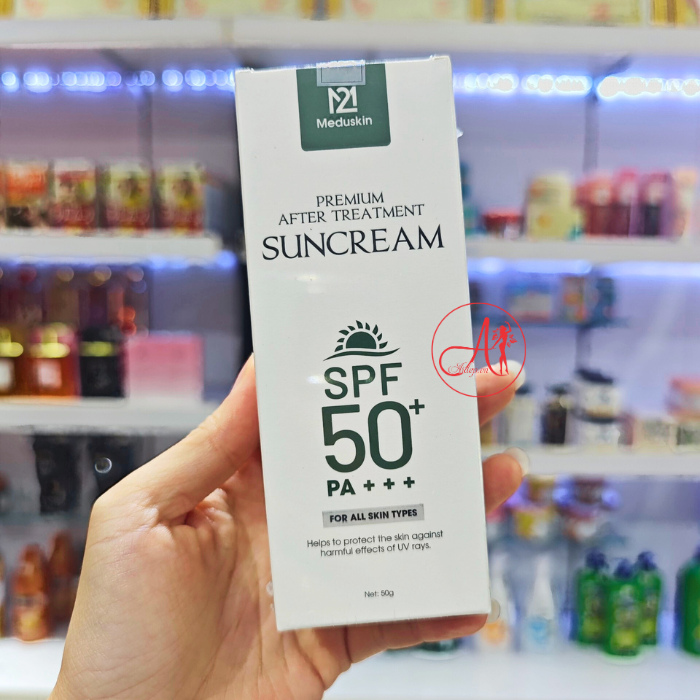 M21
Meduskin
PREMIUM
AFTER TREATMENT
SUNCREAM
SPF
50+
PA + + +
FOR ALL SKIN TYPES
Helps to protect the skin against
harmful effects of UV rays.
Net: 50g